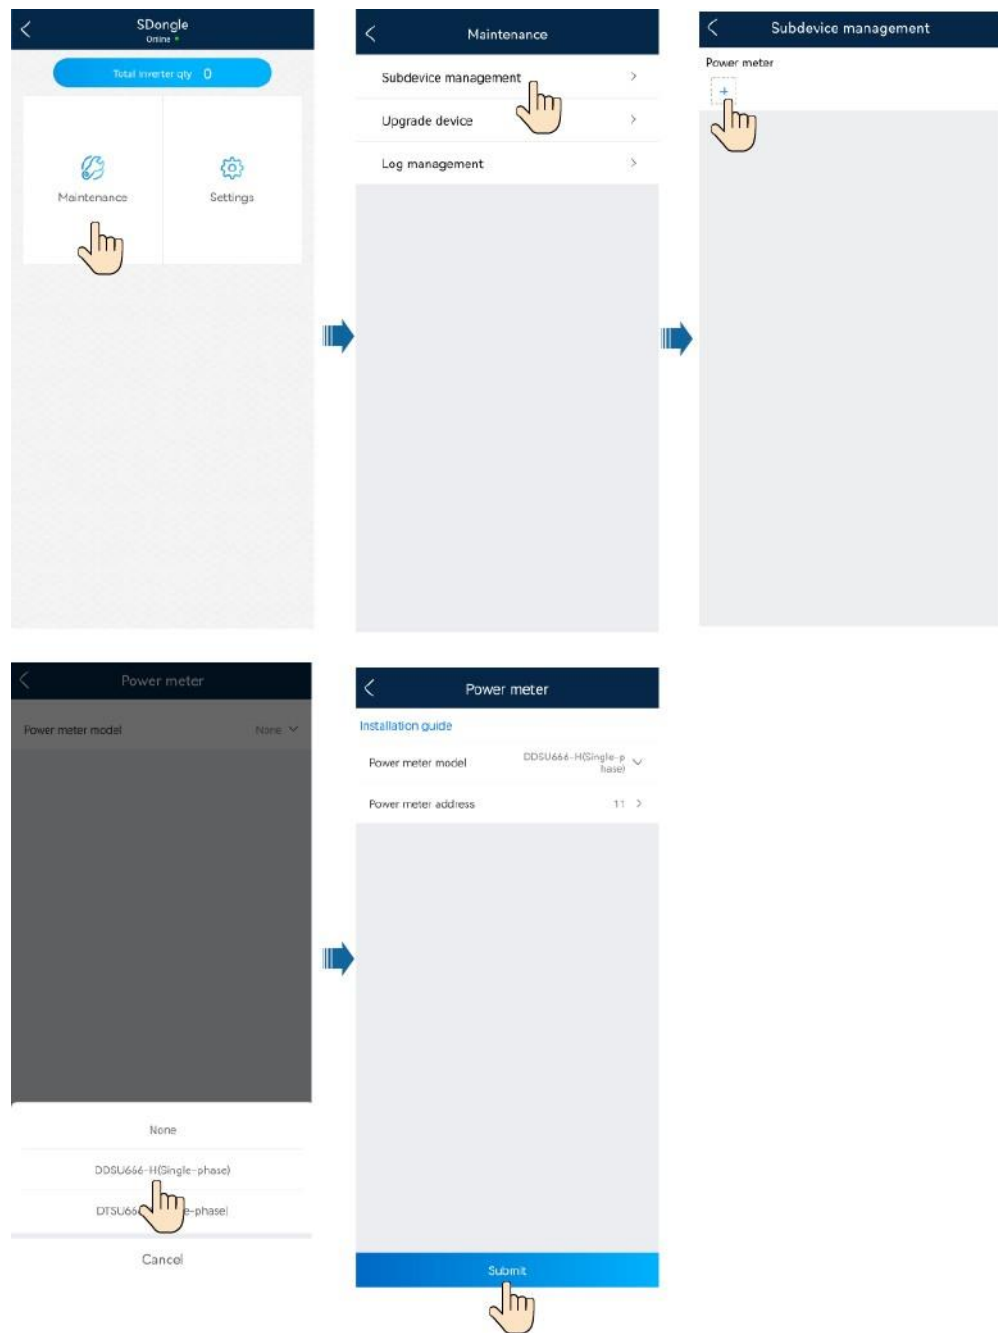 SDongle
Online
Total inverter qty 0
Maintenance
Settings
Maintenance
Subdevice management
Upgrade device
Log management
Subdevice management
Power meter
+
Power meter
Power meter model None
None
DDSU666-H(Single-phase)
DTSU66 e-phase)
Cancel
Power meter
Installation guide
Power meter model DDSU666-H(Single-p
hase)
Power meter address 11
Submit